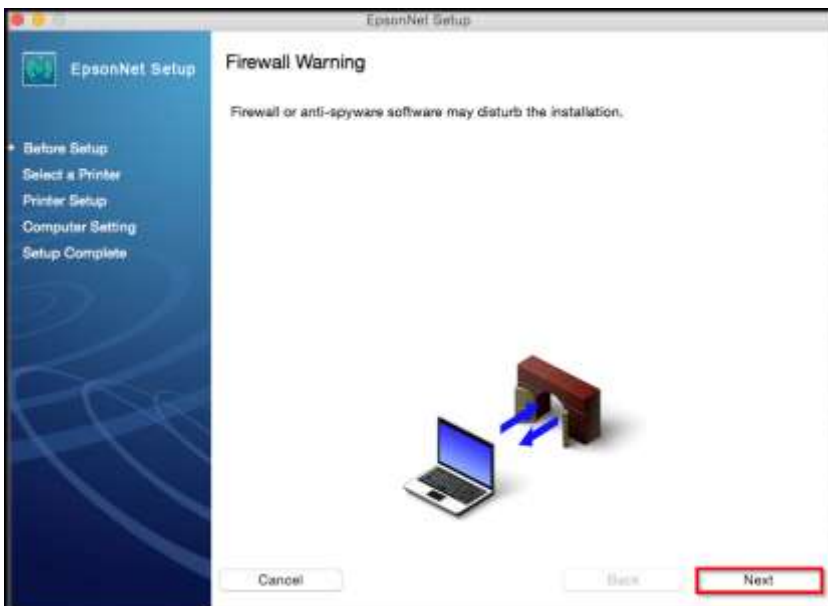 EpsonNet Setup
EpsonNet Setup
Before Setup
Select a Printer
Printer Setup
Computer Setting
Setup Complete
Firewall Warning
Firewall or anti-spyware software may disturb the installation.
Cancel
Back
Next